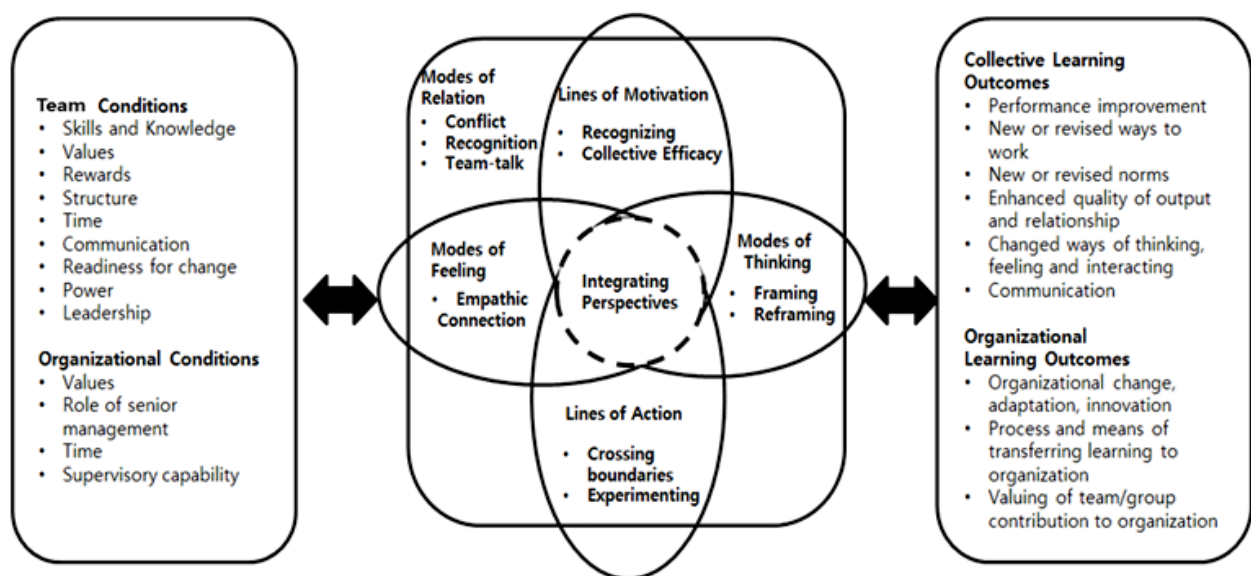 Team Conditions
• Skills and Knowledge
• Values
• Rewards
• Structure
• Time
• Communication
• Readiness for change
• Power
• Leadership
Organizational Conditions
• Values
• Role of senior
management
• Time
• Supervisory capability
Modes of
Relation
• Conflict
• Recognition
• Team-talk
Lines of Motivation
• Recognizing
• Collective Efficacy
Modes of
Feeling
• Empathic
Connection
Integrating
Perspectives
Modes of
Thinking
• Framing
• Reframing
Lines of Action
• Crossing
boundaries
• Experimenting
Collective Learning
Outcomes
• Performance improvement
• New or revised ways to
work
• New or revised norms
• Enhanced quality of output
and relationship
• Changed ways of thinking,
feeling and interacting
• Communication
Organizational
Learning Outcomes
• Organizational change,
adaptation, innovation
• Process and means of
transferring learning to
organization
• Valuing of team/group
contribution to organization